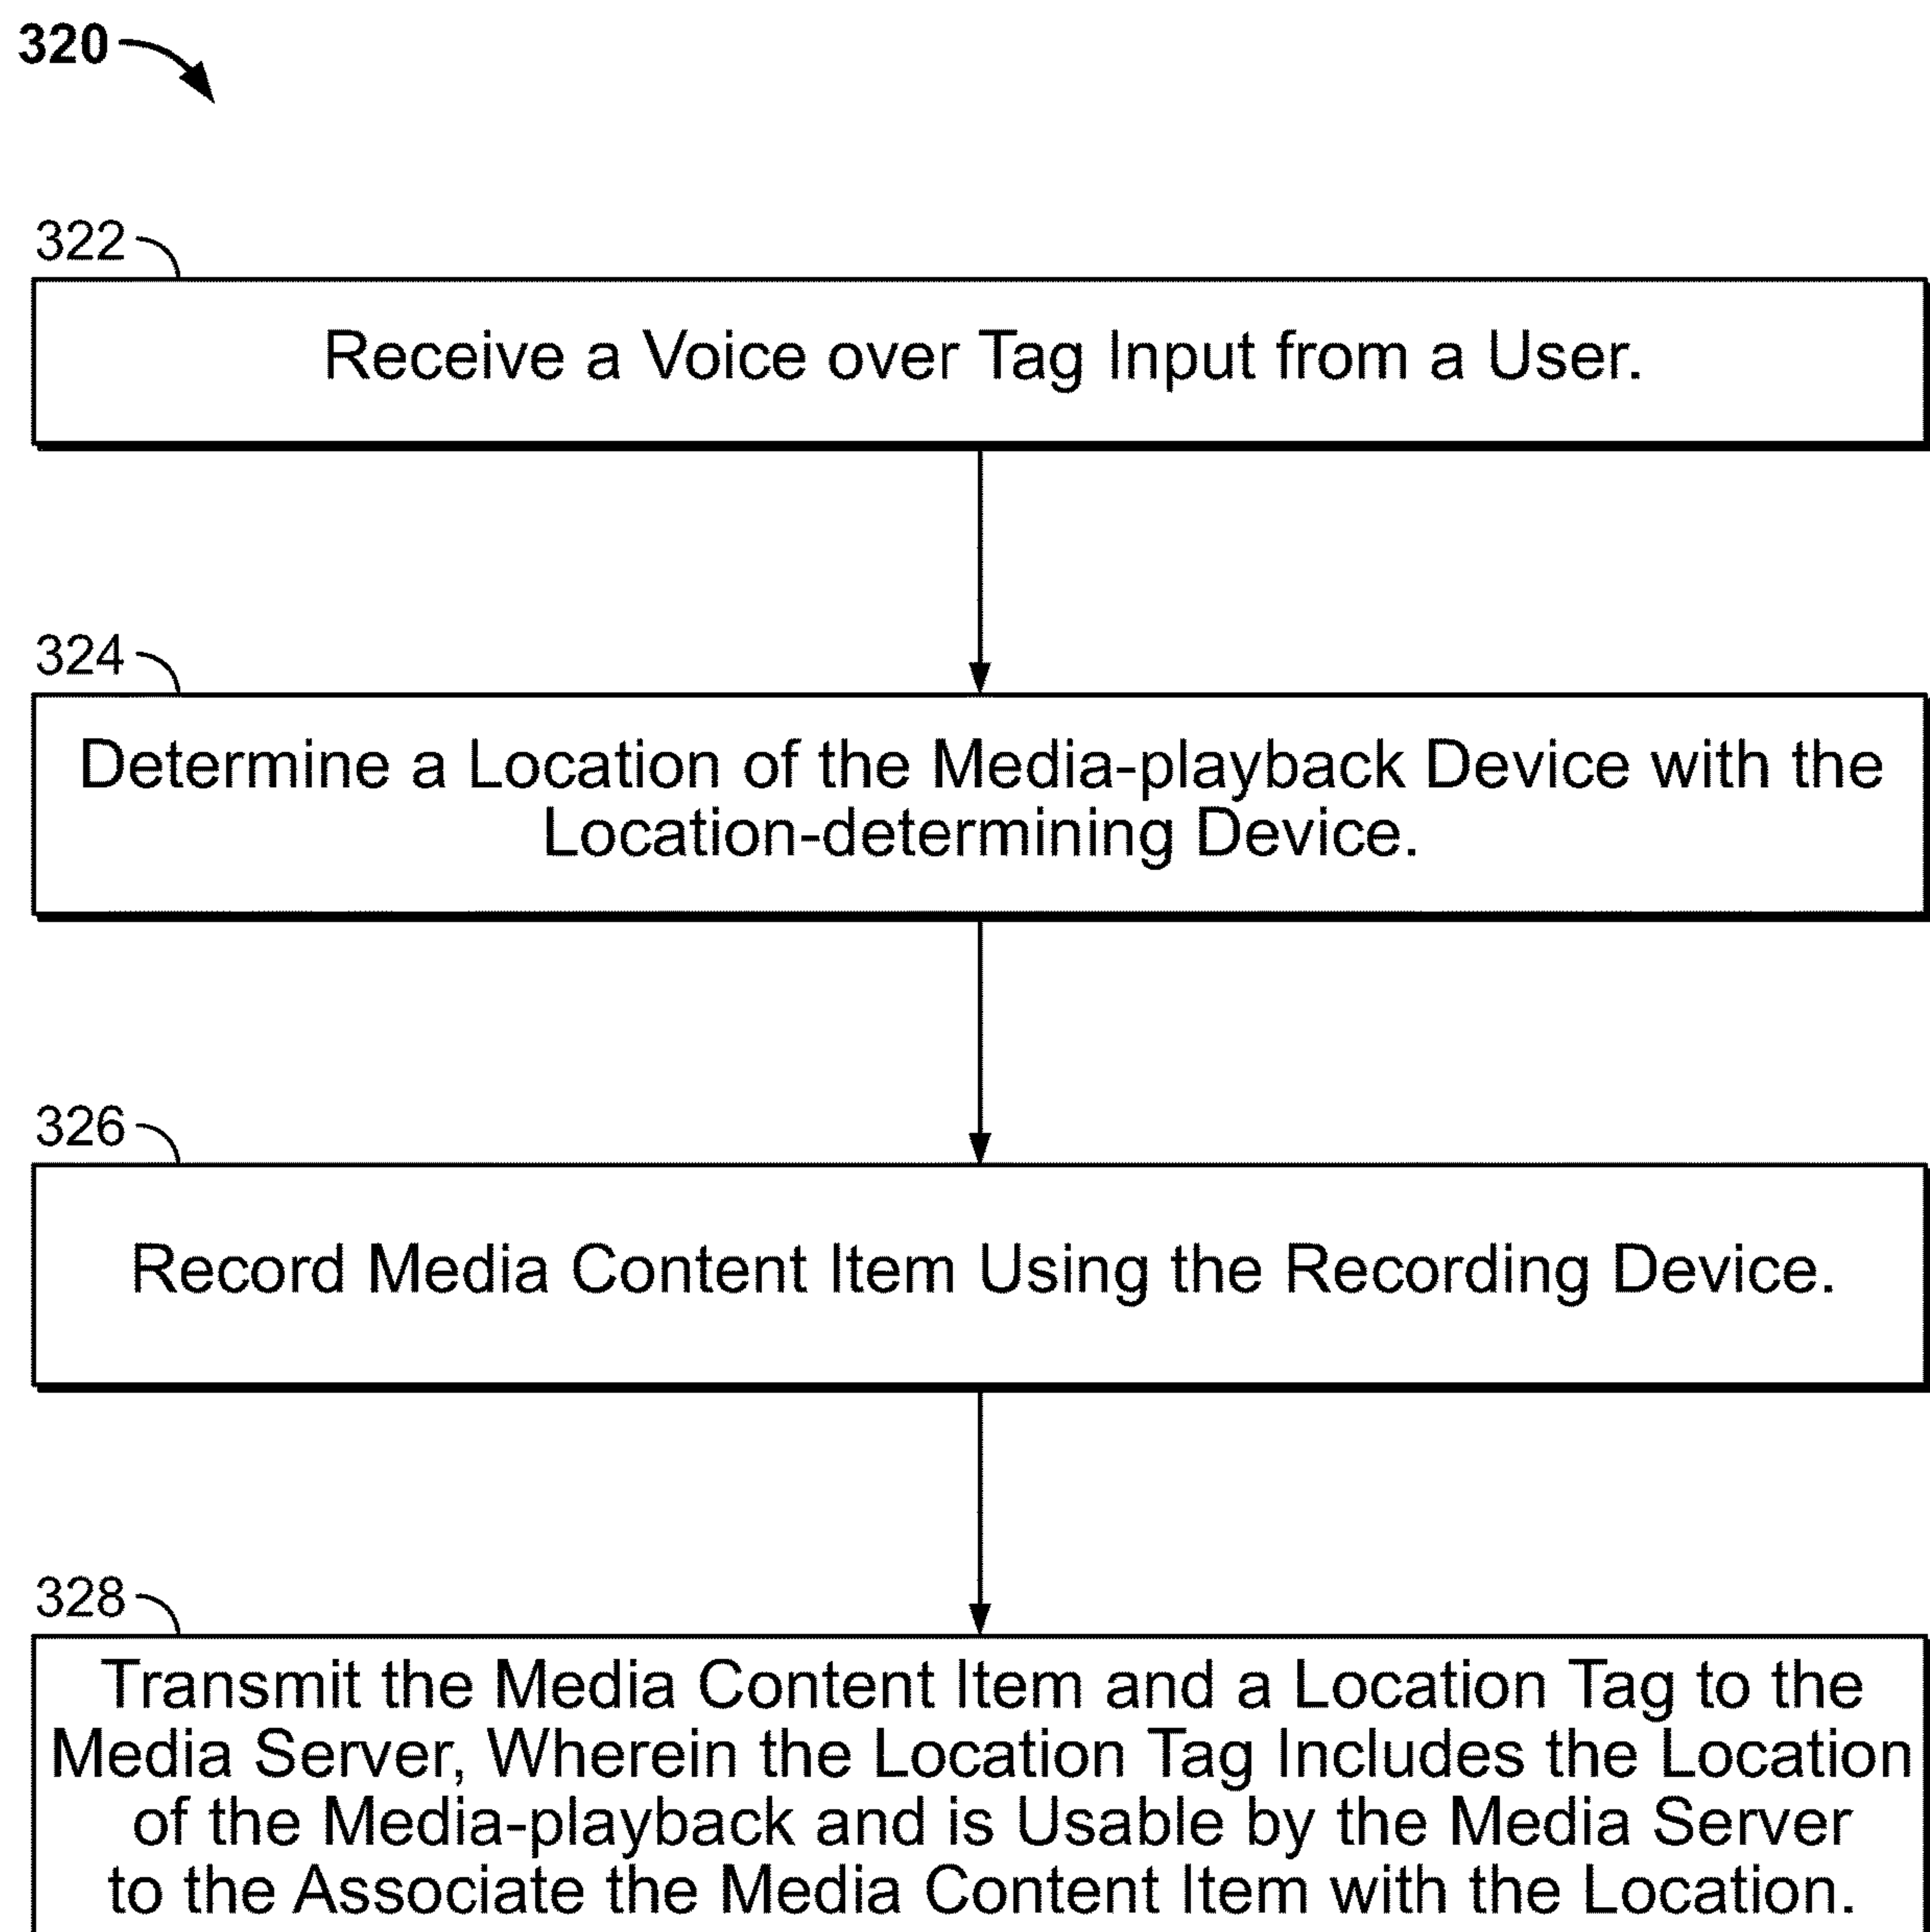 320
322
Receive a Voice over Tag Input from a User.
324
Determine a Location of the Media-playback Device with the
Location-determining Device.
326
Record Media Content Item Using the Recording Device.
328
Transmit the Media Content Item and a Location Tag to the
Media Server, Wherein the Location Tag Includes the Location
of the Media-playback and is Usable by the Media Server
to the Associate the Media Content Item with the Location.